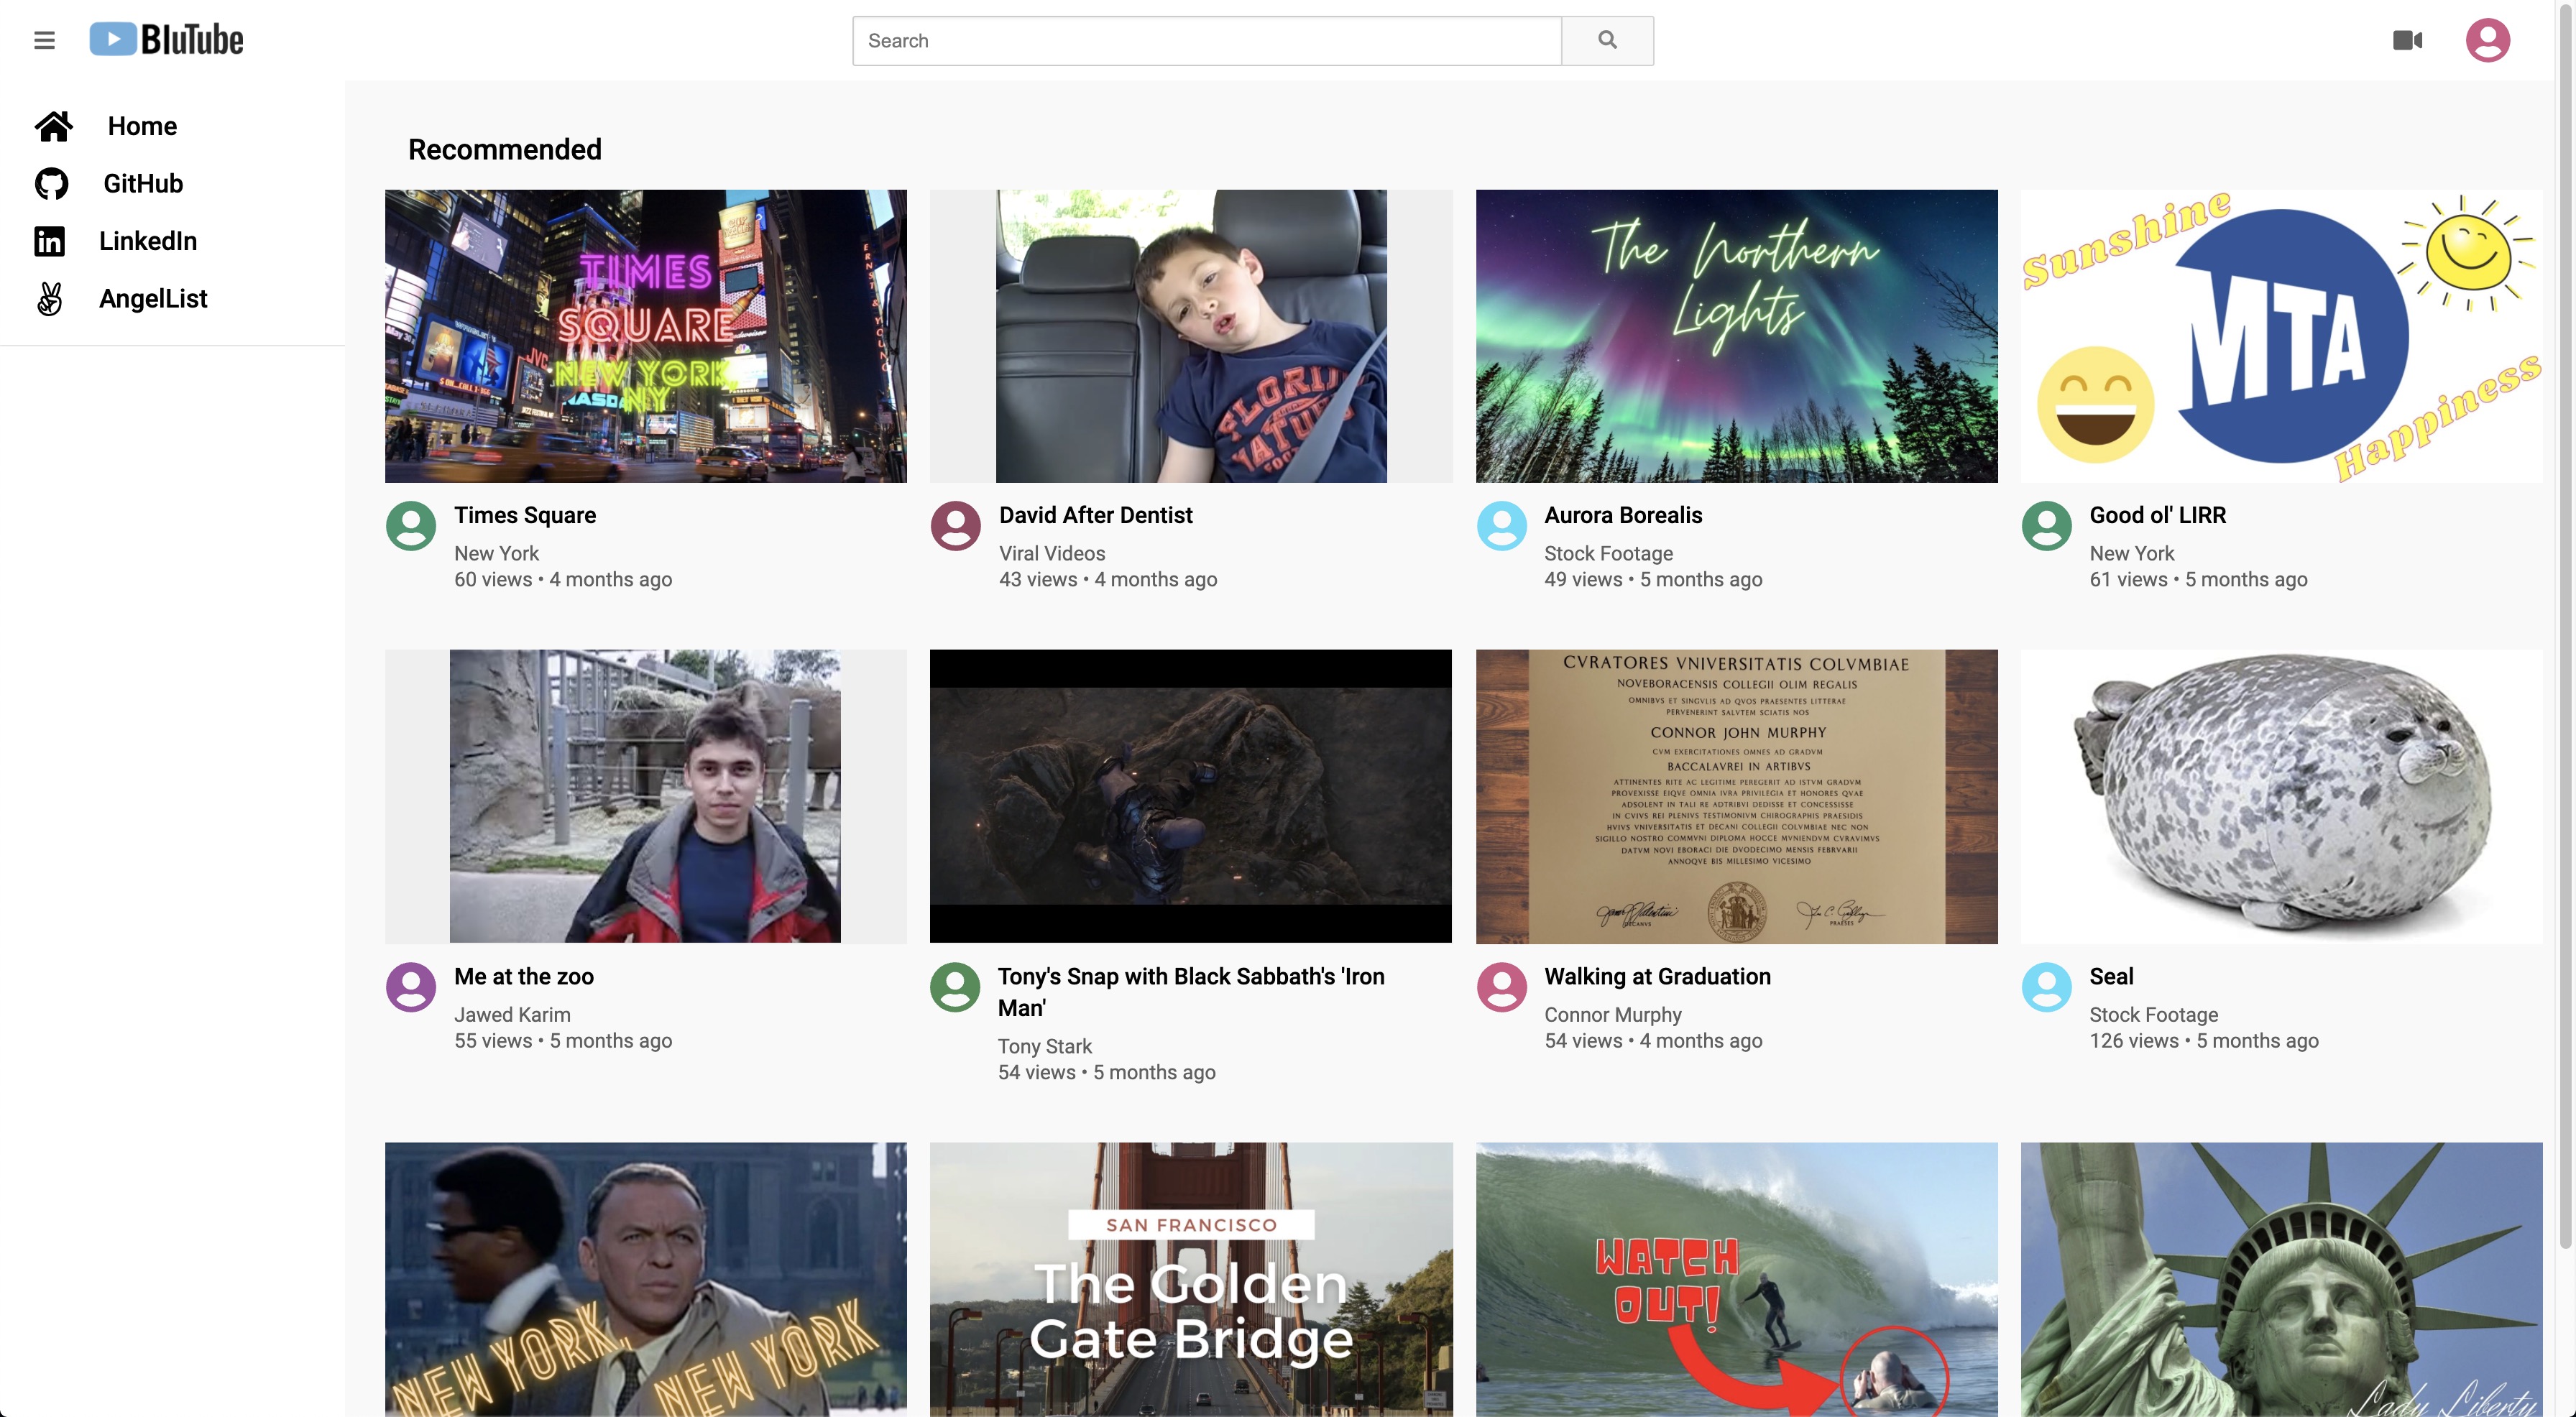 BluTube
Search
Home
GitHub
LinkedIn
AngelList
Recommended
TIMES
SQUARE
NEW YORK,
NY
ERNST & YOUNG
JVC
NASDA
FLORI
NATU
FOO
The Northern
Lights
Sunshine
MTA
Happiness
Times Square
New York
60 views • 4 months ago
David After Dentist
Viral Videos
43 views • 4 months ago
Aurora Borealis
Stock Footage
49 views • 5 months ago
Good ol' LIRR
New York
61 views • 5 months ago
CVRATORES VNIVERSITATIS COLVMBIAE
NOVEBORACENSIS COLLEGII OLIM REGALIS
OMNIBVS ET SINGVLIS AD QVOS PRAESENTES LITTERAE
PERVENERINT SALVTEM SCIATIS NOS
CONNOR JOHN MURPHY
CVM EXERCITATIONES OMNES AD GRADVM
BACCALAVREI IN ARTIBVS
ATTINENTES RITE AC LEGITIME PEREGERIT AD ISTVM GRADVM
PROVEXISSE EIQVE OMNIA IVRA PRIVILEGIA ET HONORES QVAE
ADSOLENT IN TALI RE ADTRIBVI DEDISSE ET CONCESSISSE
IN CVIVS REI PLENIVS TESTIMONIVM CHIROGRAPHIS PRAESIDIS
HVIVS VNIVERSITATIS ET DECANI COLLEGII COLVMBIAE NEC NON
SIGILLO NOSTRO COMMVNI DIPLOMA HOCCE MVNIENDVM CVRAVIMVS
DATVM NOVI EBORACI DIE DVODECIMO MENSIS FEBRVARII
ANNOQVE BIS MILLESIMO VICESIMO
DECANVS
PRAESES
Me at the zoo
Jawed Karim
55 views • 5 months ago
Tony's Snap with Black Sabbath's 'Iron
Man'
Tony Stark
54 views • 5 months ago
Walking at Graduation
Connor Murphy
54 views • 4 months ago
Seal
Stock Footage
126 views • 5 months ago
NEW YORK,
NEW YORK
SAN FRANCISCO
The Golden
Gate Bridge
WATCH
OUT!
Lady Liberty